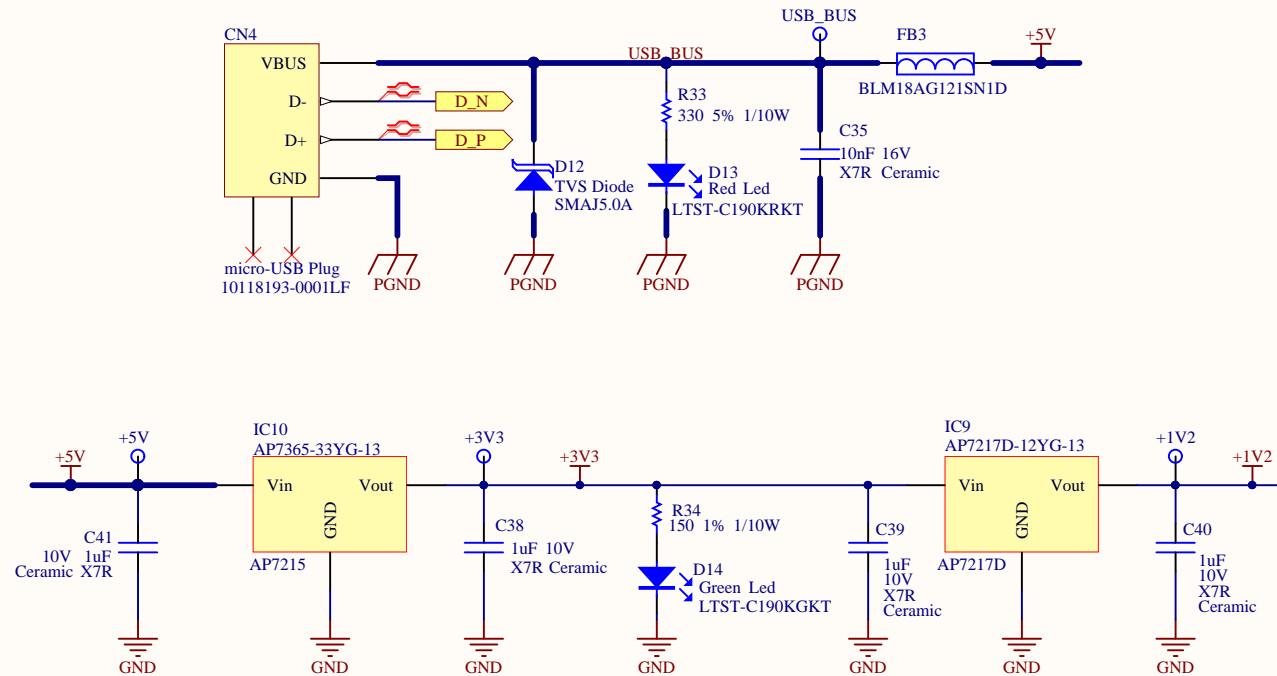 USB_BUS
CN4
FB3
+5V
USB_BUS
VBUS
BLM18AG121SN1D
R33
330 5% 1/10W
D-
D_N
C35
10nF 16V
X7R Ceramic
D+
D_P
D12
TVS Diode
SMAJ5.0A
D13
Red Led
LTST-C190KRKT
GND
micro-USB Plug
10118193-0001LF
PGND
PGND
PGND
PGND
IC10
AP7365-33YG-13
IC9
AP7217D-12YG-13
+5V
+5V
+3V3
+3V3
+1V2
+1V2
Vin
Vout
GND
Vin
Vout
GND
C41
10V
1uF
Ceramic
X7R
AP7215
C38
1uF 10V
X7R Ceramic
R34
150 1% 1/10W
D14
Green Led
LTST-C190KGKT
C39
1uF
10V
X7R
Ceramic
AP7217D
C40
1uF
10V
X7R
Ceramic
GND
GND
GND
GND
GND
GND
GND